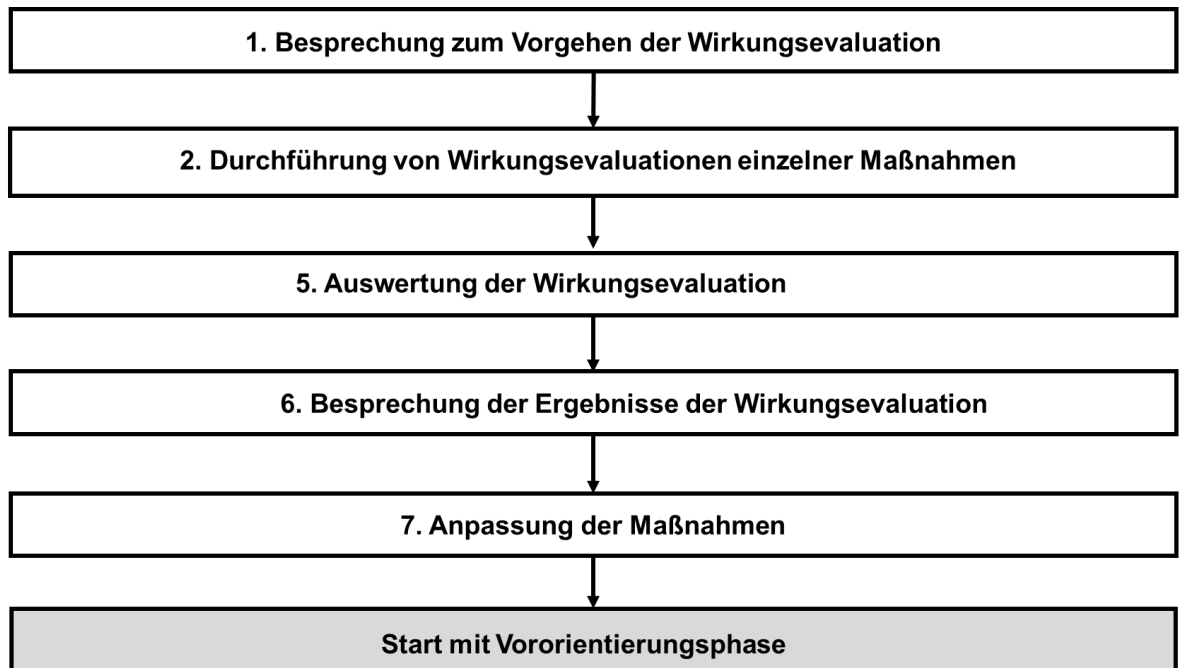 1. Besprechung zum Vorgehen der Wirkungsevaluation
2. Durchführung von Wirkungsevaluationen einzelner Maßnahmen
5. Auswertung der Wirkungsevaluation
6. Besprechung der Ergebnisse der Wirkungsevaluation
7. Anpassung der Maßnahmen
Start mit Vororientierungsphase